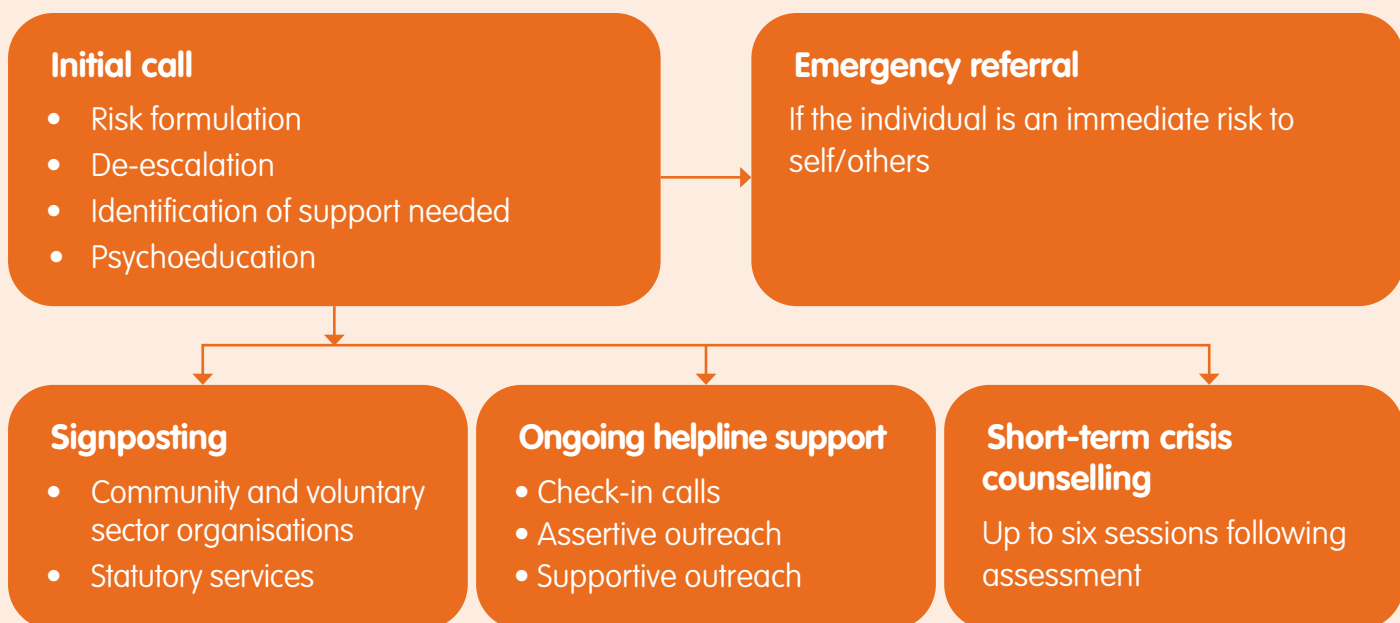 Initial call
• Risk formulation
• De-escalation
• Identification of support needed
• Psychoeducation
Emergency referral
If the individual is an immediate risk to
self/others
Signposting
• Community and voluntary
sector organisations
• Statutory services
Ongoing helpline support
• Check-in calls
• Assertive outreach
• Supportive outreach
Short-term crisis
counselling
Up to six sessions following
assessment